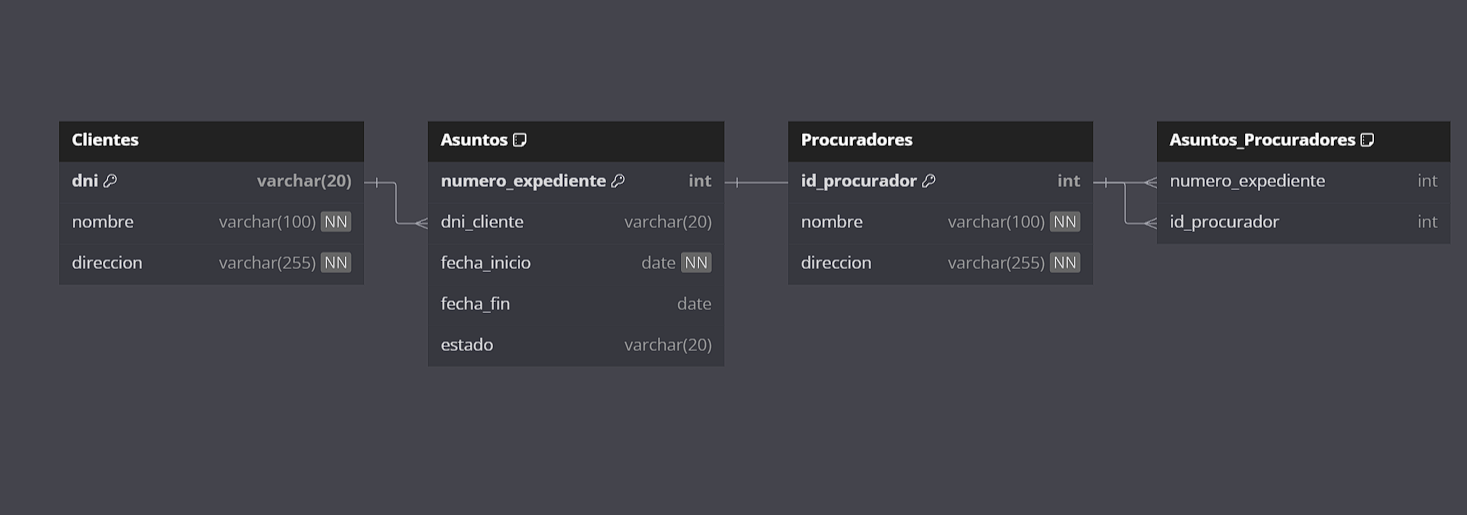 Clientes
dni varchar(20)
nombre varchar(100) NN
direccion varchar(255) NN
Asuntos
numero_expediente int
dni_cliente varchar(20)
fecha_inicio date NN
fecha_fin date
estado varchar(20)
Procuradores
id_procurador int
nombre varchar(100) NN
direccion varchar(255) NN
Asuntos_Procuradores
numero_expediente int
id_procurador int